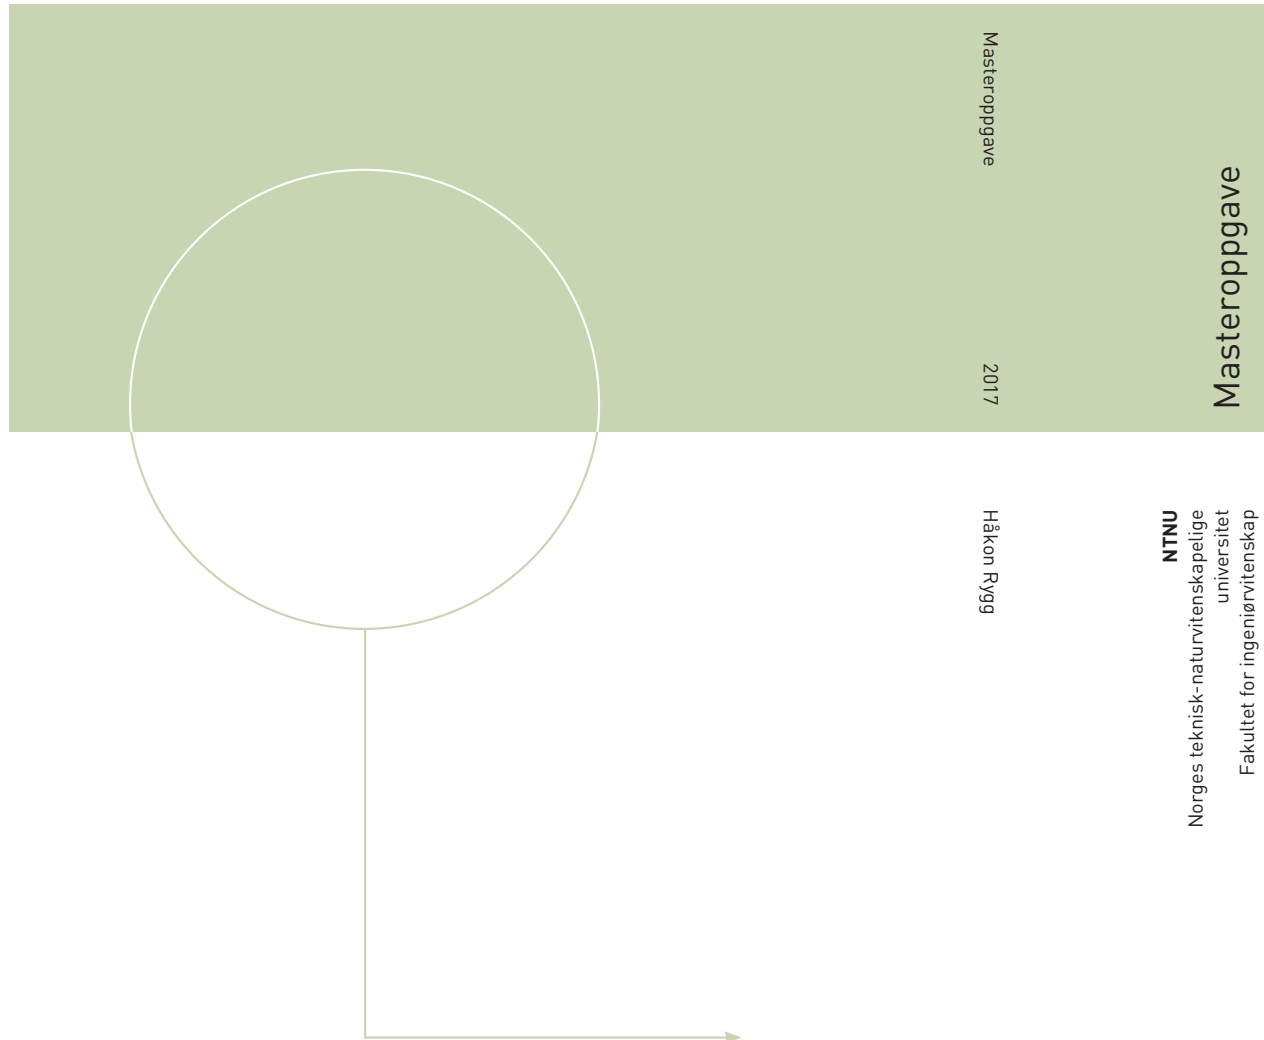 Masteroppgave
2017
Håkon Rygg
Masteroppgave
NTNU
Norges teknisk-naturvitenskapelige
universitet
Fakultet for ingeniørvitenskap